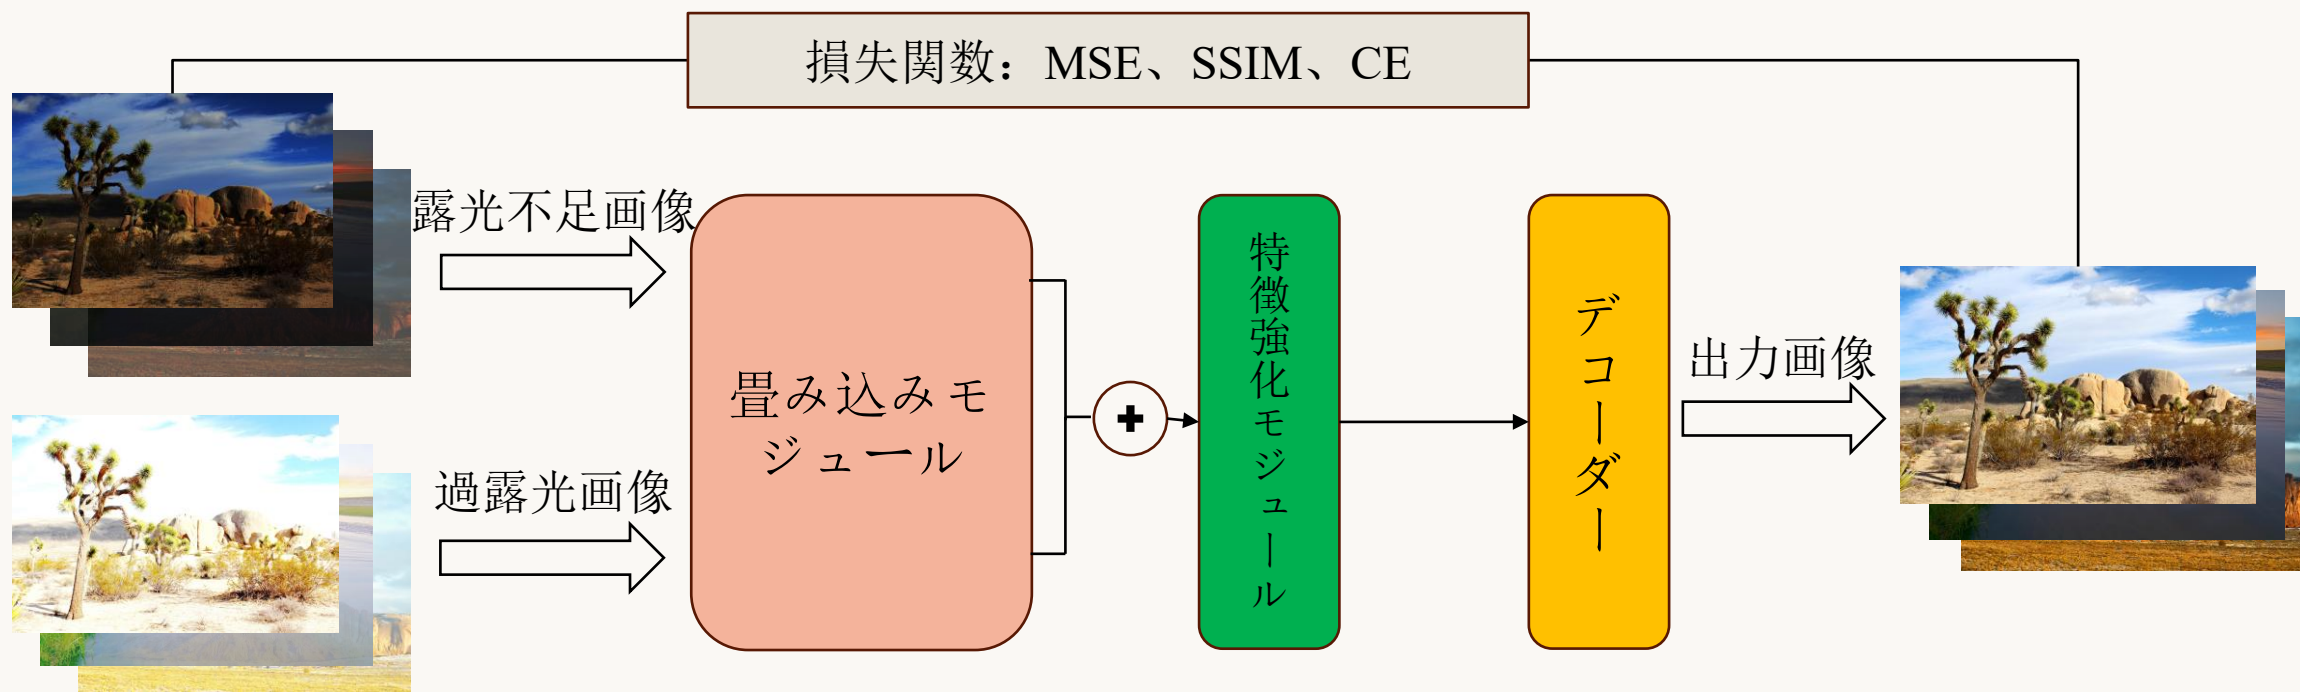 損失関数：MSE、SSIM、CE
露光不足画像
過露光画像
畳み込みモ
ジュール
特徴強化モジュール
デコーダー
出力画像